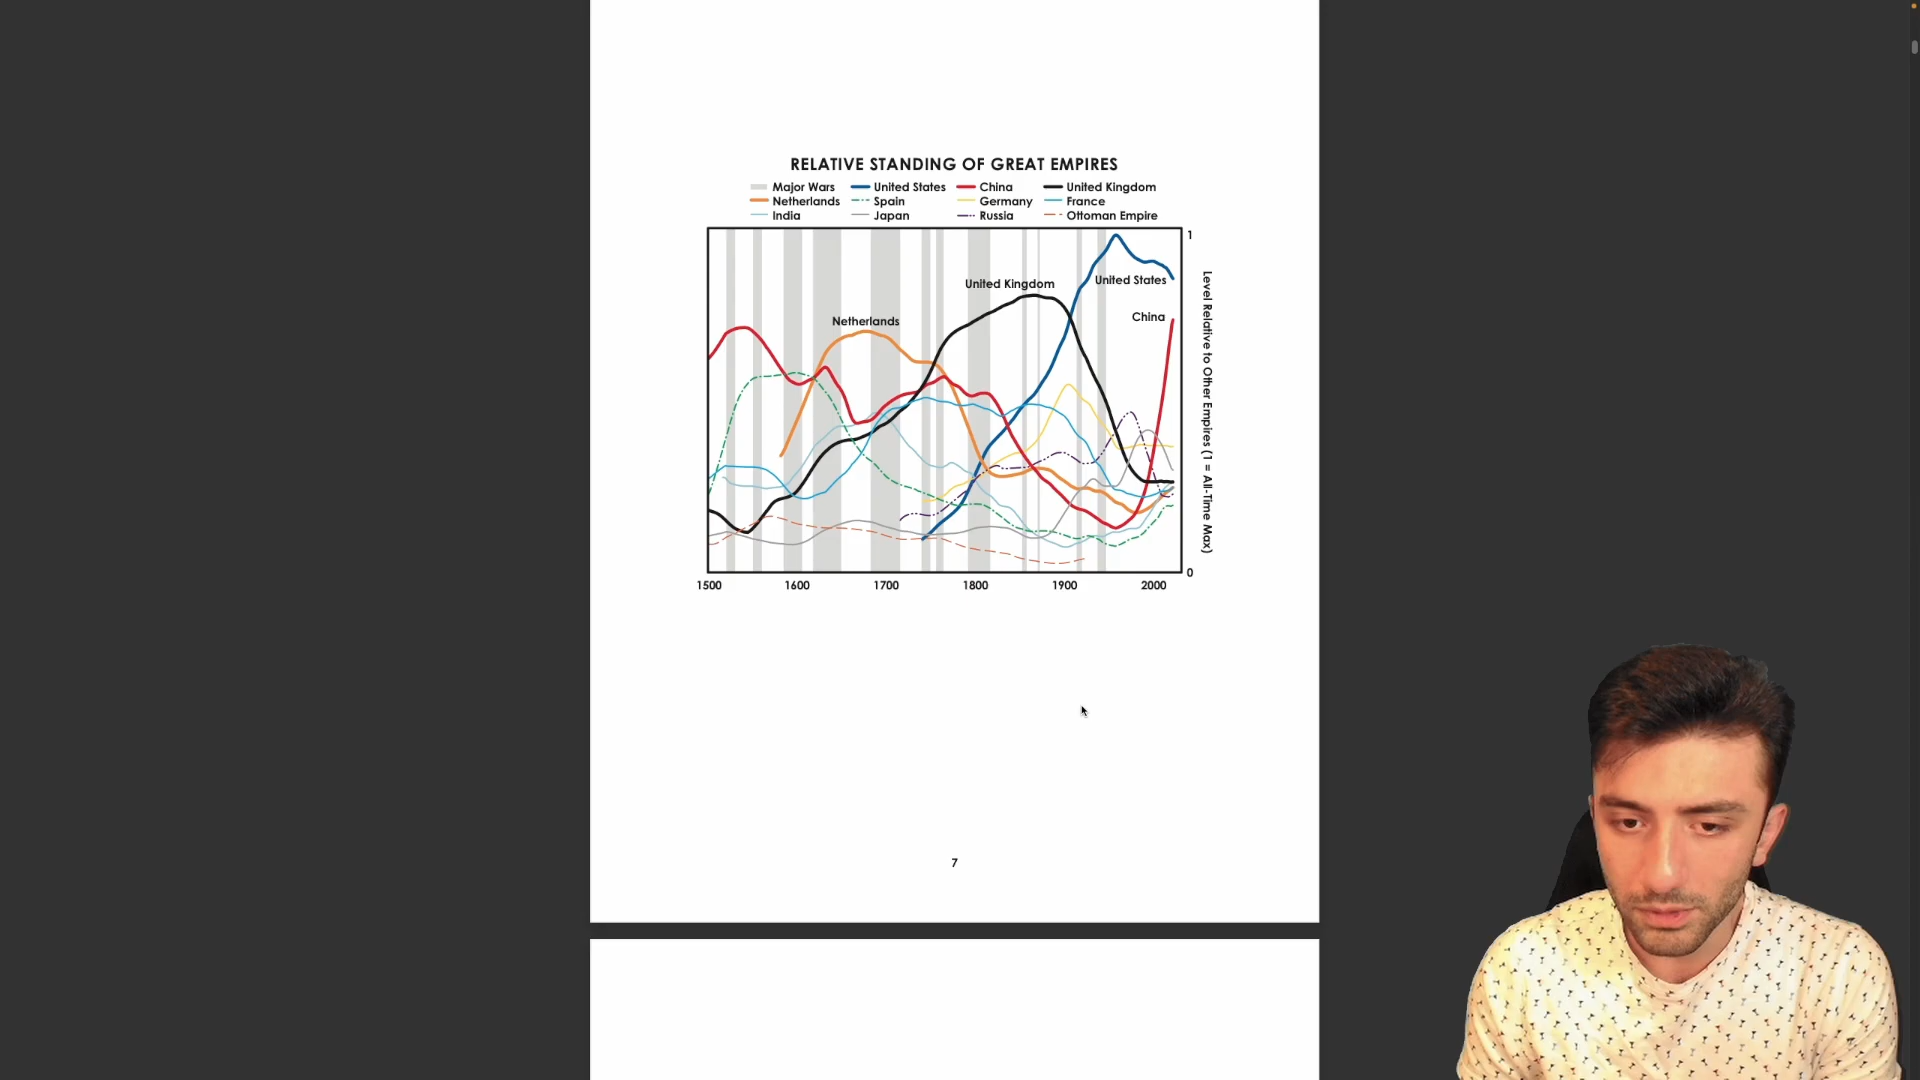 RELATIVE STANDING OF GREAT EMPIRES
Major Wars United States China United Kingdom
Netherlands Spain Germany France
India Japan Russia Ottoman Empire
1
United Kingdom
United States
Netherlands
China
Level Relative to Other Empires (1 = All-Time Max)
0
1500 1600 1700 1800 1900 2000
7